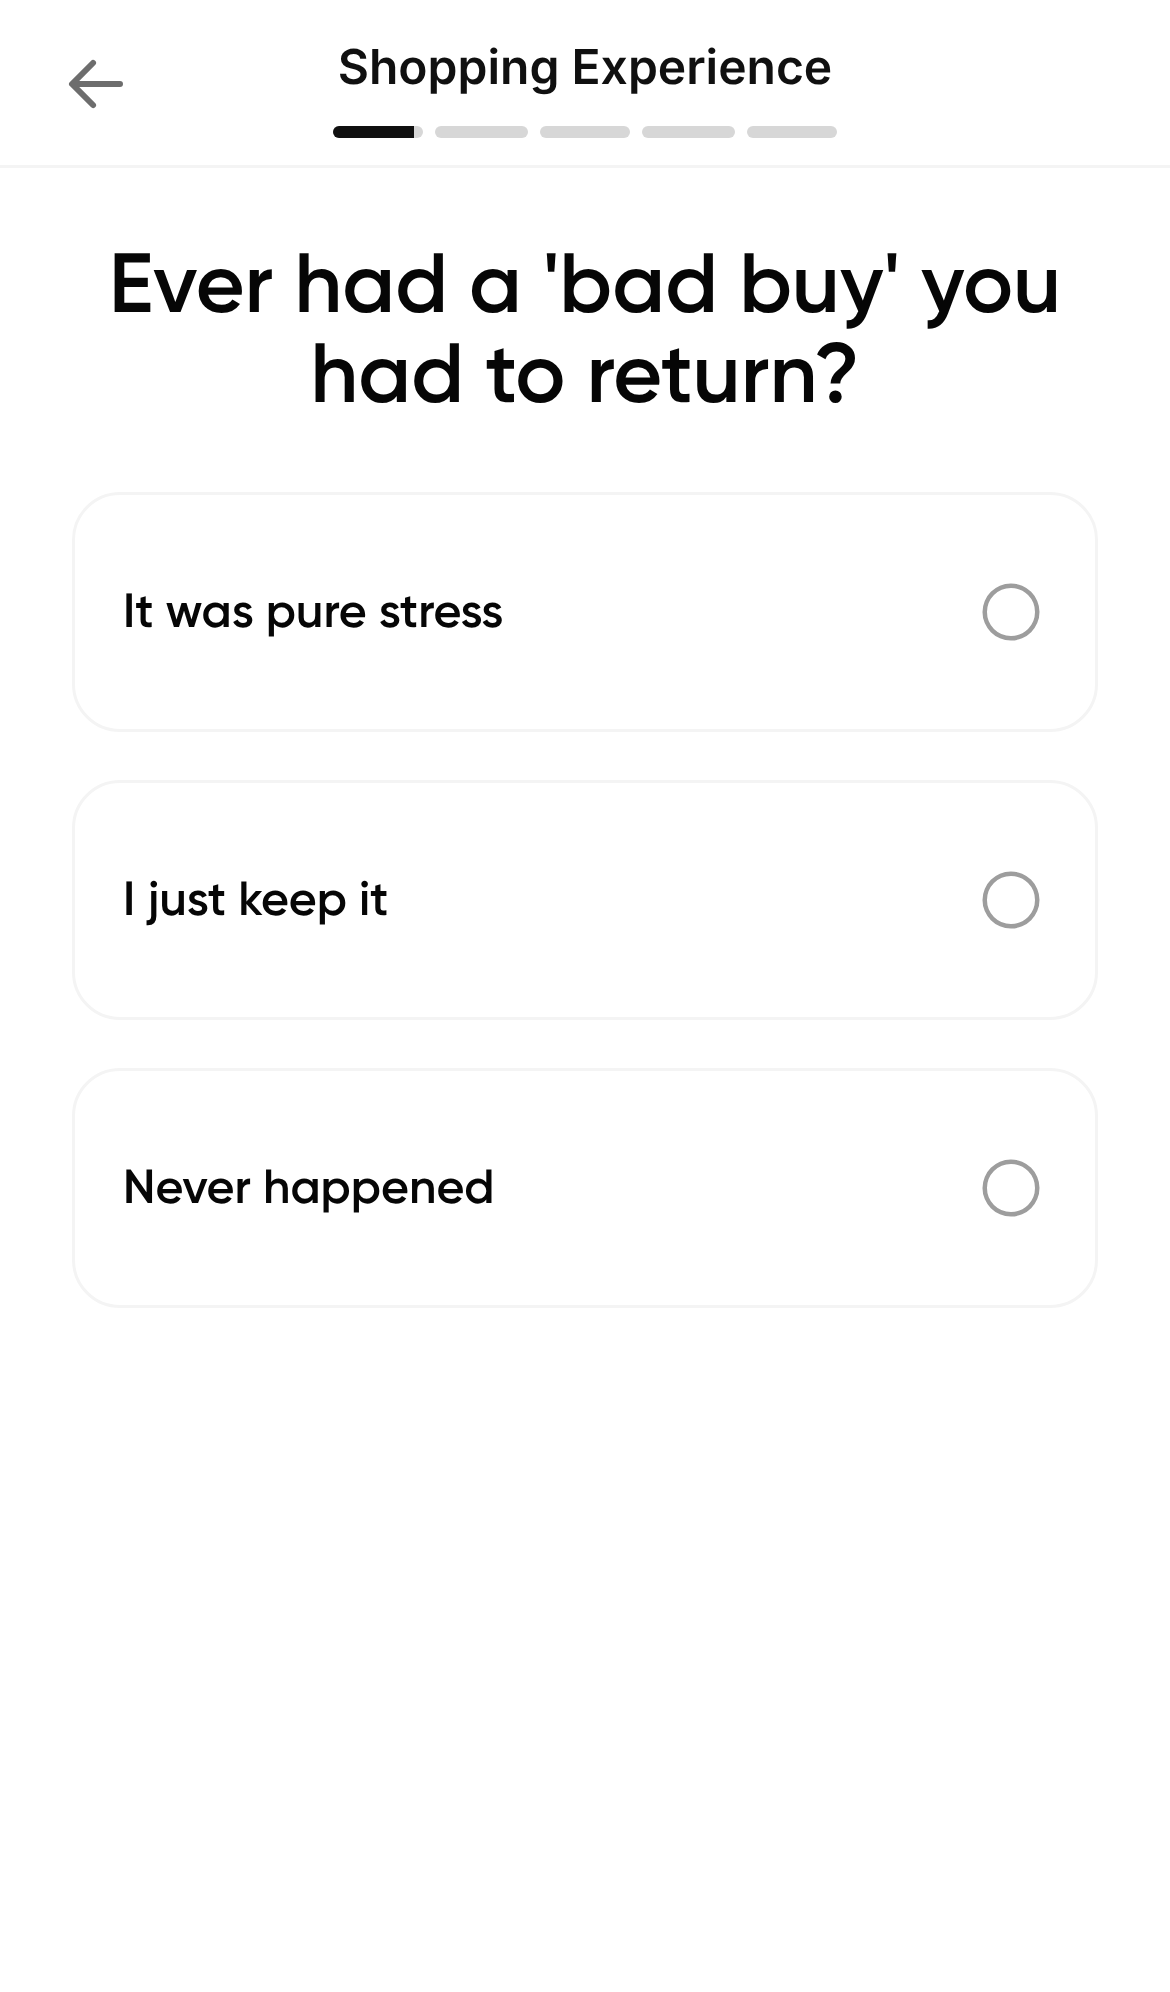 Shopping Experience
Ever had a 'bad buy' you
had to return?
It was pure stress
I just keep it
Never happened